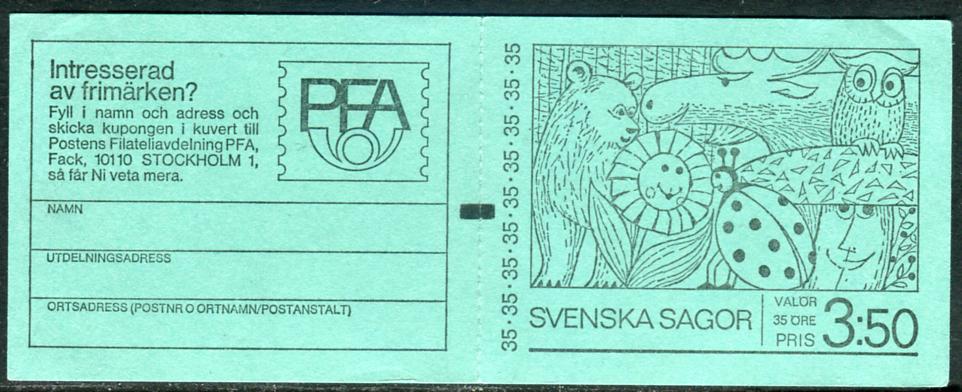 Intresserad
av frimärken?
Fyll i namn och adress och
skicka kupongen i kuvert till
Postens Filateliavdelning PFA,
Fack, 10110 STOCKHOLM 1,
så får Ni veta mera.
PFA
NAMN
UTDELNINGSADRESS
ORTSADRESS (POSTNR O ORTNAMN/POSTANSTALT)
35·35·35·35·35·35·35·35·35·35
SVENSKA SAGOR
VALÖR
35 ÖRE
PRIS
3:50